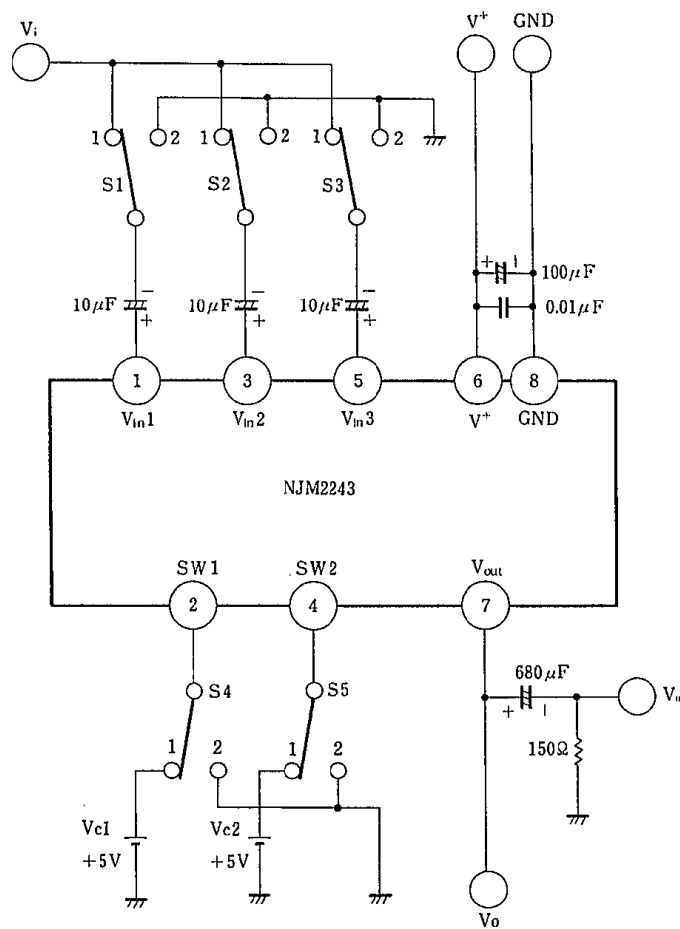 Vi
V+
GND
1
2
1
2
1
2
S1
S2
S3
+
−
100μF
0.01μF
10μF
−
+
10μF
−
+
10μF
−
+
1
3
5
6
8
Vin1
Vin2
Vin3
V+
GND
NJM2243
SW1
SW2
Vout
2
4
7
S4
S5
680μF
+
−
150Ω
1
2
1
2
Vc1
+5V
Vc2
+5V
Vo